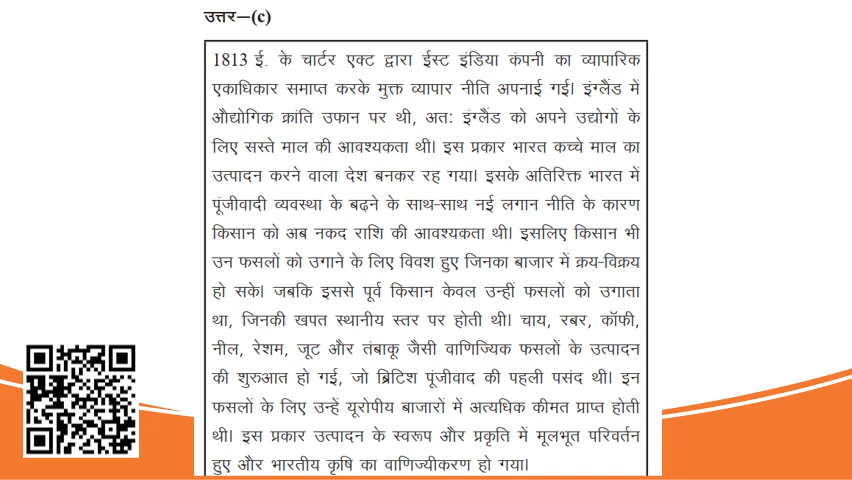 उत्तर–(c)
1813 ई. के चार्टर एक्ट द्वारा ईस्ट इंडिया कंपनी का व्यापारिक
एकाधिकार समाप्त करके मुक्त व्यापार नीति अपनाई गई। इंग्लैंड में
औद्योगिक क्रांति उफान पर थी, अतः इंग्लैंड को अपने उद्योगों के
लिए सस्ते माल की आवश्यकता थी। इस प्रकार भारत कच्चे माल का
उत्पादन करने वाला देश बनकर रह गया। इसके अतिरिक्त भारत में
पूंजीवादी व्यवस्था के बढ़ने के साथ-साथ नई लगान नीति के कारण
किसान को अब नकद राशि की आवश्यकता थी। इसलिए किसान भी
उन फसलों को उगाने के लिए विवश हुए जिनका बाजार में क्रय-विक्रय
हो सके। जबकि इससे पूर्व किसान केवल उन्हीं फसलों को उगाता
था, जिनकी खपत स्थानीय स्तर पर होती थी। चाय, रबर, कॉफी,
नील, रेशम, जूट और तंबाकू जैसी वाणिज्यिक फसलों के उत्पादन
की शुरुआत हो गई, जो ब्रिटिश पूंजीवाद की पहली पसंद थी। इन
फसलों के लिए उन्हें यूरोपीय बाजारों में अत्यधिक कीमत प्राप्त होती
थी। इस प्रकार उत्पादन के स्वरूप और प्रकृति में मूलभूत परिवर्तन
हुए और भारतीय कृषि का वाणिज्यीकरण हो गया।